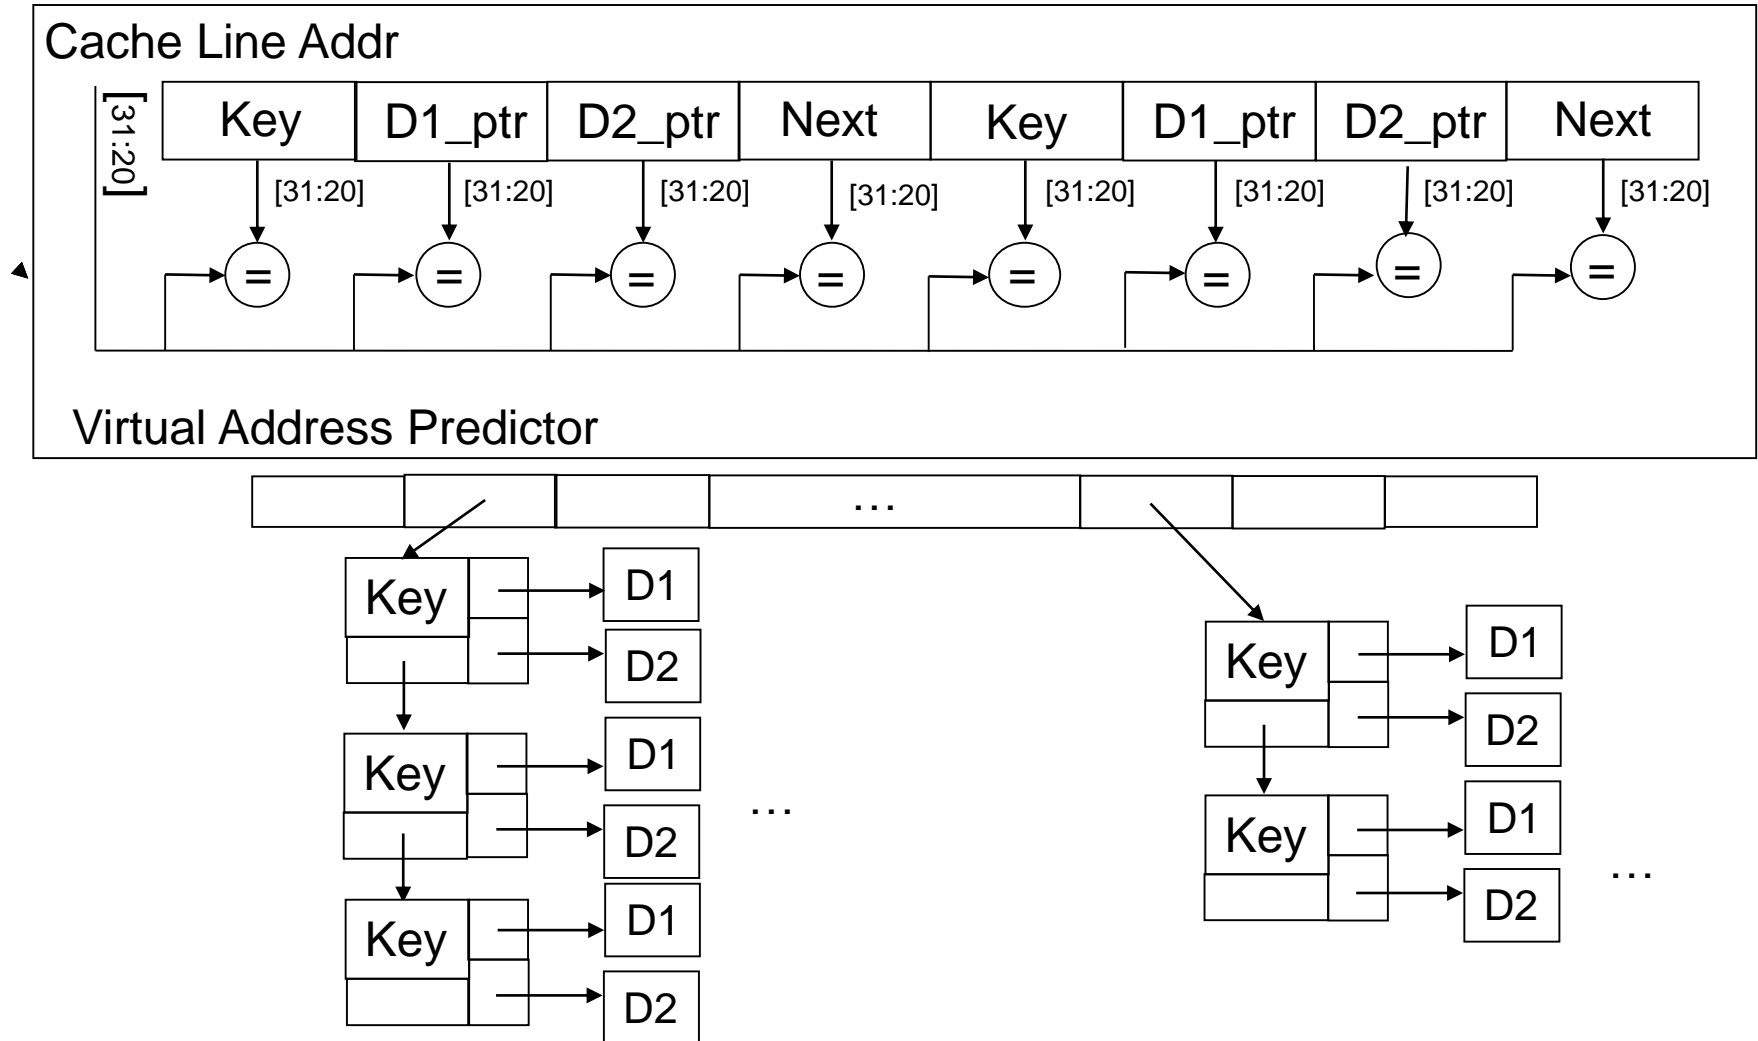 Cache Line Addr
[31:20]
Key D1_ptr D2_ptr Next Key D1_ptr D2_ptr Next
[31:20] [31:20] [31:20] [31:20] [31:20] [31:20] [31:20] [31:20]
= = = = = = = =
Virtual Address Predictor
...
Key D1
D2
Key D1
D2
Key D1
D2
...
Key D1
D2
Key D1
D2
...